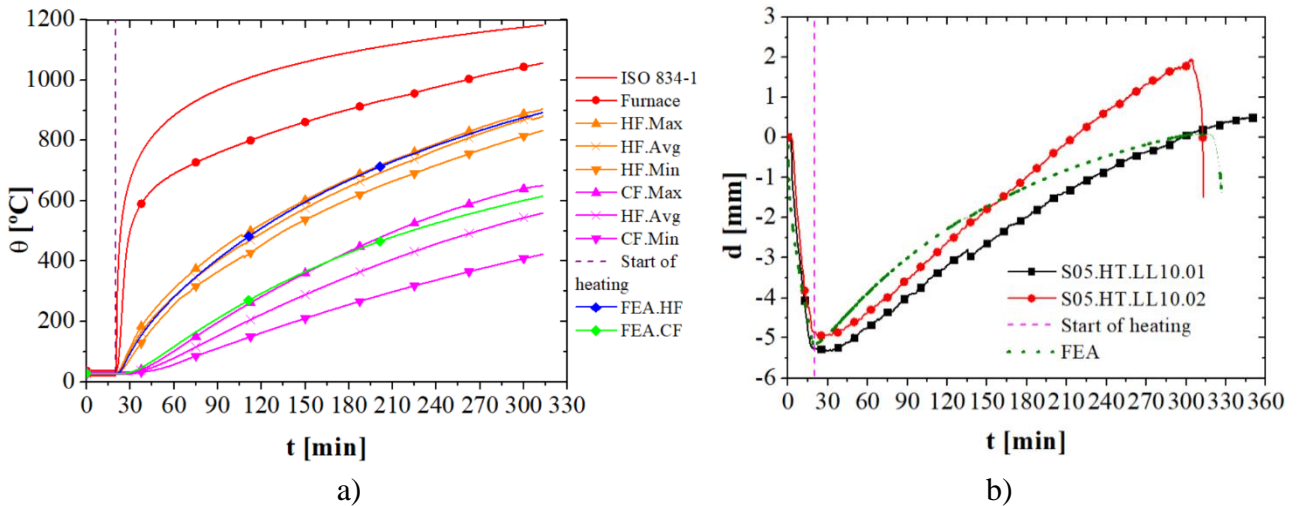 1200
1000
800
600
400
200
0
θ [ºC]
0 30 60 90 120 150 180 210 240 270 300 330
t [min]
ISO 834-1
Furnace
HF.Max
HF.Avg
HF.Min
CF.Max
HF.Avg
CF.Min
Start of
heating
FEA.HF
FEA.CF
a)
2
1
0
-1
-2
-3
-4
-5
-6
d [mm]
S05.HT.LL10.01
S05.HT.LL10.02
Start of heating
FEA
0 30 60 90 120 150 180 210 240 270 300 330 360
t [min]
b)